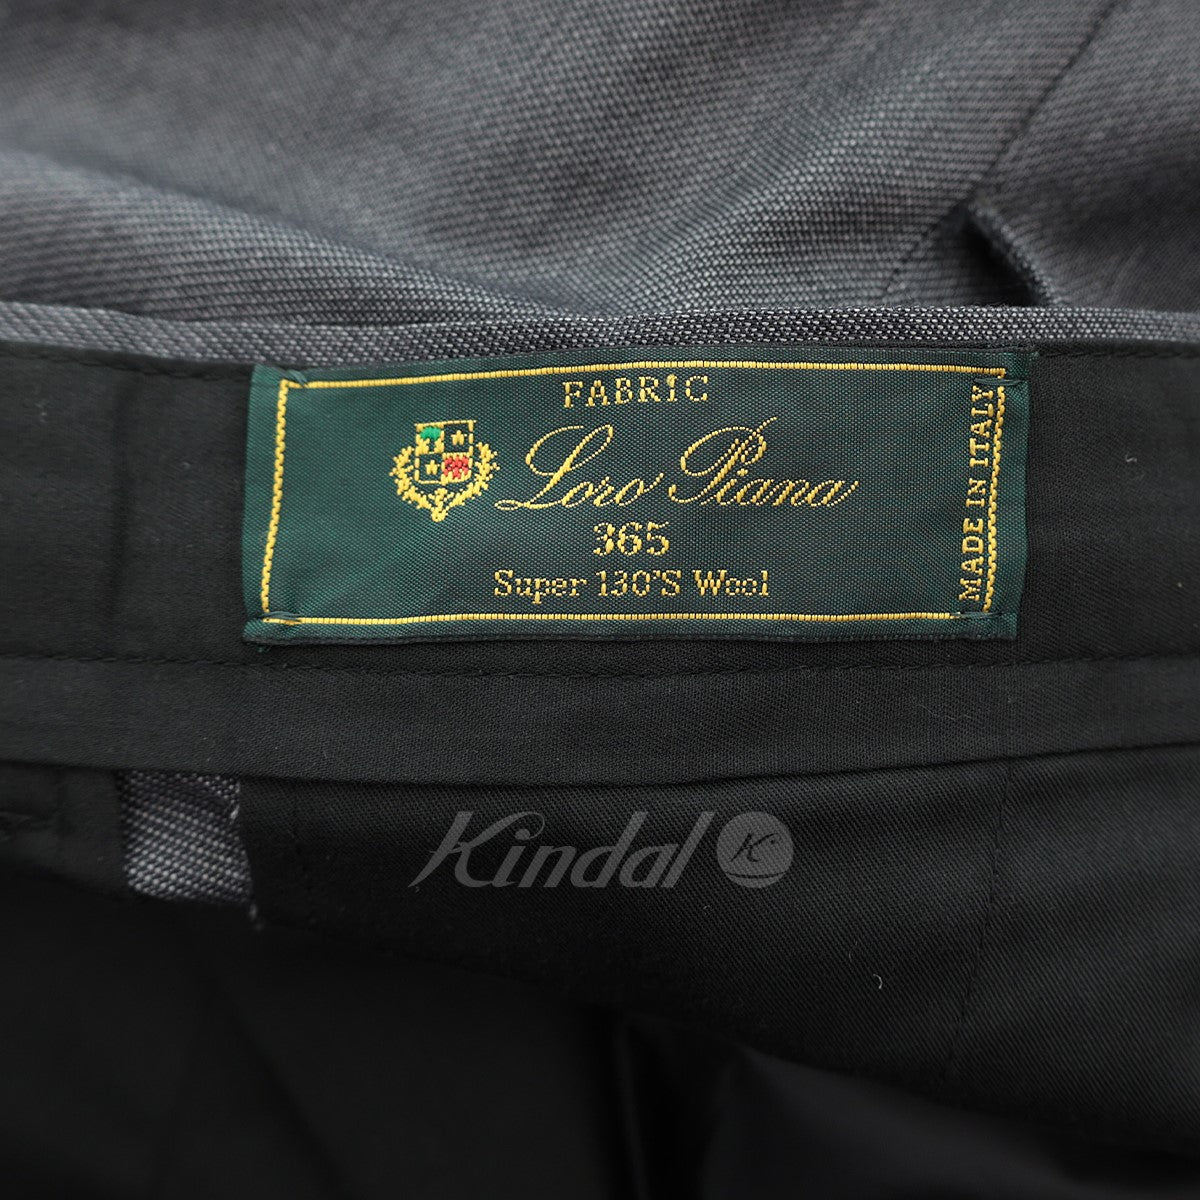 FABRIC
Loro Piana
365
Super 130'S Wool
MADE IN ITALY
Kindal K